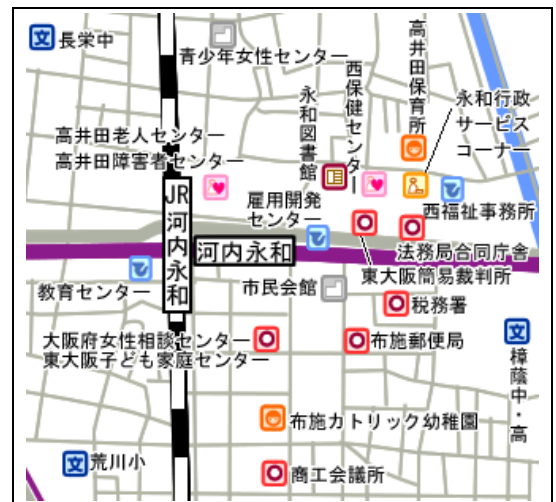 文 長栄中
青少年女性センター
高井田保育所
西保健センター
永和図書館
永和行政
サービス
コーナー
高井田老人センター
高井田障害者センター
JR河内永和
雇用開発
センター
西福祉事務所
河内永和
法務局合同庁舎
東大阪簡易裁判所
教育センター
市民会館
税務署
大阪府女性相談センター
東大阪子ども家庭センター
布施郵便局
文
樟蔭中・高
布施カトリック幼稚園
文 荒川小
商工会議所